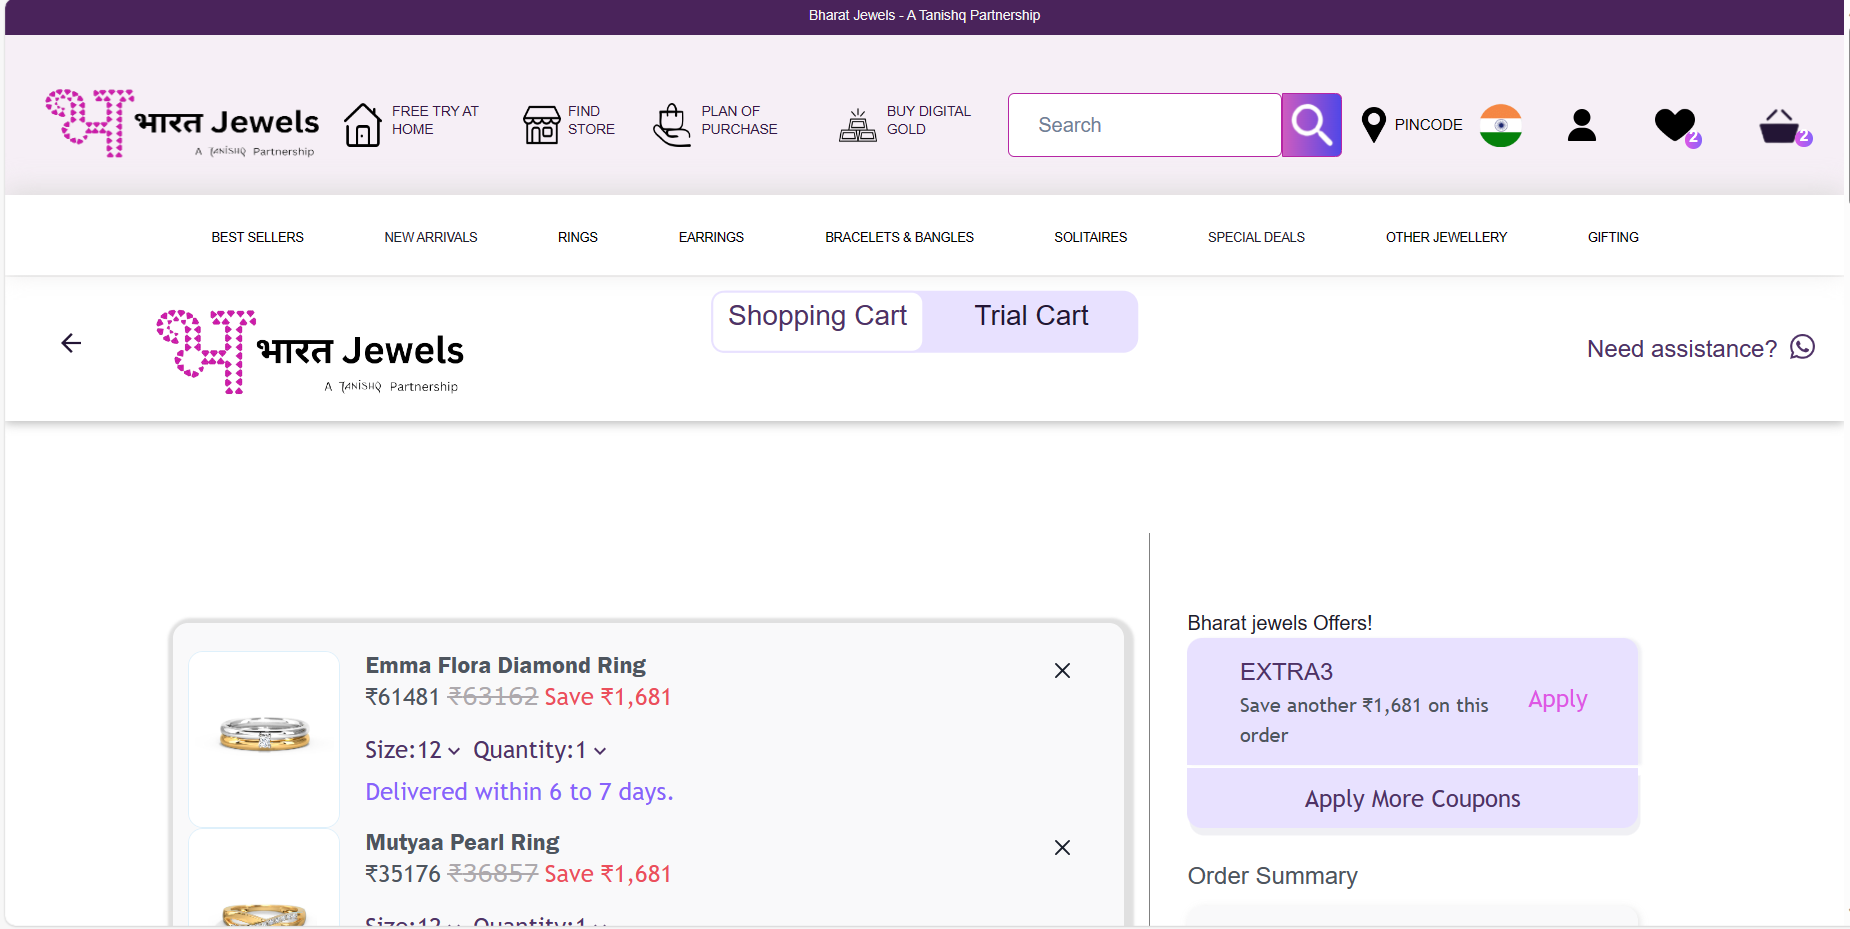 Bharat Jewels - A Tanishq Partnership
भारत Jewels
A TANISHQ Partnership
FREE TRY AT
HOME
FIND
STORE
PLAN OF
PURCHASE
BUY DIGITAL
GOLD
Search
PINCODE
2
2
BEST SELLERS
NEW ARRIVALS
RINGS
EARRINGS
BRACELETS & BANGLES
SOLITAIRES
SPECIAL DEALS
OTHER JEWELLERY
GIFTING
भा
भारत Jewels
A TANISHQ Partnership
Shopping Cart
Trial Cart
Need assistance?
Emma Flora Diamond Ring
₹61481 ₹63162 Save ₹1,681
Size:12 Quantity:1
Delivered within 6 to 7 days.
Mutyaa Pearl Ring
₹35176 ₹36857 Save ₹1,681
Size:12 Quantity:1
Bharat jewels Offers!
EXTRA3
Save another ₹1,681 on this
order
Apply
Apply More Coupons
Order Summary